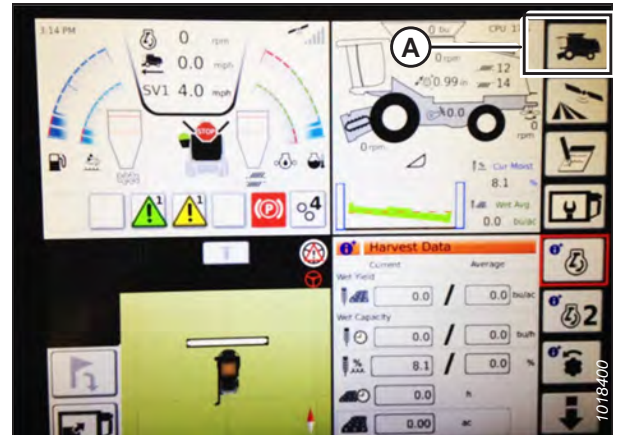 3:14 PM
0 rpm
0.0 mph
SV1 4.0 mph
STOP
1
1
(P)
4
0 bu
CPU
A
0 rpm
12
0.99 in
14
0.0
0 rpm
rpm
Cur Moist
8.1 %
Wet Avg
0.0 bu/ac
Harvest Data
Current Average
Wet Yield
0.0 / 0.0 bu/ac
Wet Capacity
0.0 / 0.0 bu/h
% 8.1 / 0.0 %
0.0 h
0.00 ac
2
1018400